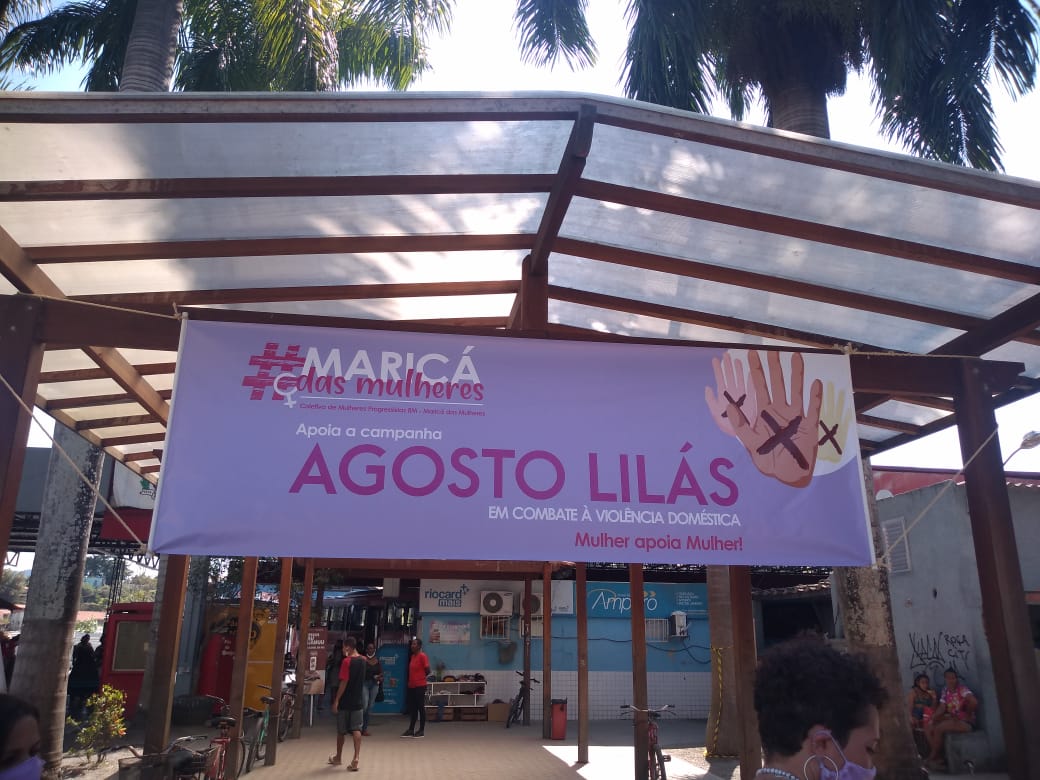 #MARICÁ
das mulheres
Coletivo de Mulheres Progressistas BM - Maricá das Mulheres
Apoia a campanha
AGOSTO LILÁS
EM COMBATE À VIOLÊNCIA DOMÉSTICA
Mulher apoia Mulher!
riocard
mais
Amparo